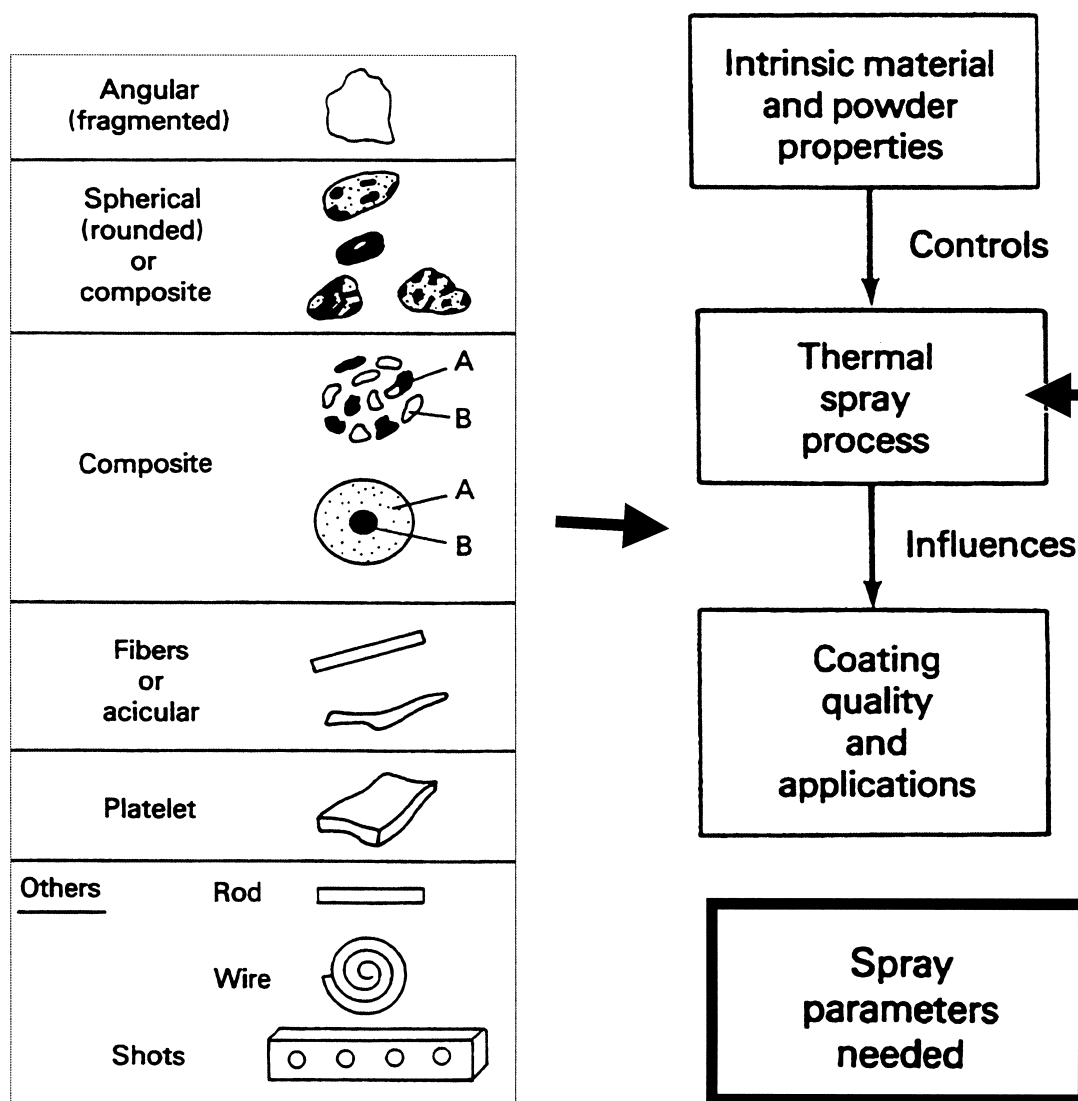 Angular
(fragmented)
Spherical
(rounded)
or
composite
Composite
A
B
A
B
Fibers
or
acicular
Platelet
Others
Rod
Wire
Shots
Intrinsic material
and powder
properties
Controls
Thermal
spray
process
Influences
Coating
quality
and
applications
Spray
parameters
needed